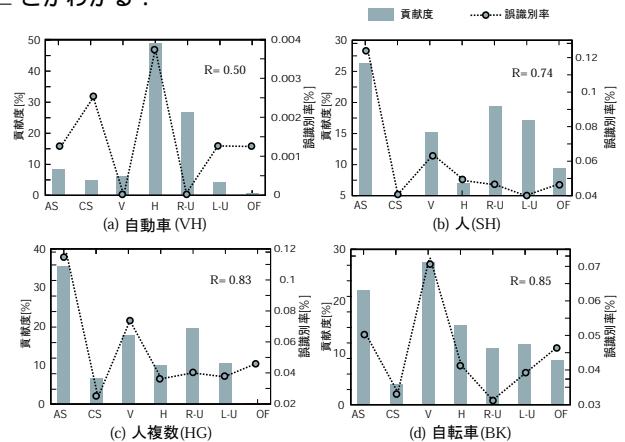 とがわかる.
貢献度 誤識別率
50 0.004
40 0.003
30 0.002
20 0.001
10
0 0
貢献度[%]
誤識別率[%]
R= 0.50
AS CS V H R-U L-U OF
(a) 自動車(VH)
30 0.12
25 0.1
20 0.08
15 0.06
10 0.04
5
貢献度[%]
誤識別率[%]
R= 0.74
AS CS V H R-U L-U OF
(b) 人(SH)
40 0.12
30 0.1
20 0.08
10 0.06
0 0.04
0.02
貢献度[%]
誤識別率[%]
R= 0.83
AS CS V H R-U L-U OF
(c) 人複数(HG)
30 0.07
20 0.06
10 0.05
0 0.04
0.03
貢献度[%]
誤識別率[%]
R= 0.85
AS CS V H R-U L-U OF
(d) 自転車(BK)